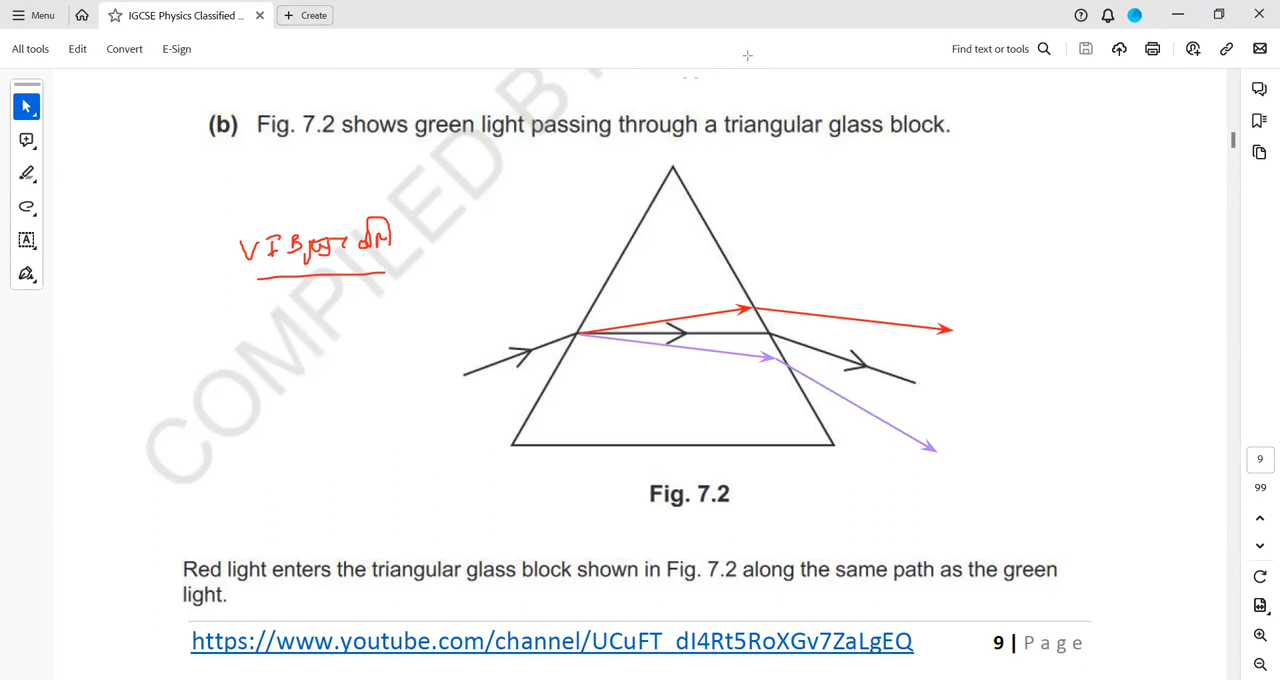 Menu
IGCSE Physics Classified ...
Create
All tools
Edit
Convert
E-Sign
Find text or tools
COMPILED BY
(b) Fig. 7.2 shows green light passing through a triangular glass block.
V I B
Fig. 7.2
9
99
Red light enters the triangular glass block shown in Fig. 7.2 along the same path as the green
light.
https://www.youtube.com/channel/UCuFT_dI4Rt5RoXGv7ZaLgEQ
9 | Page